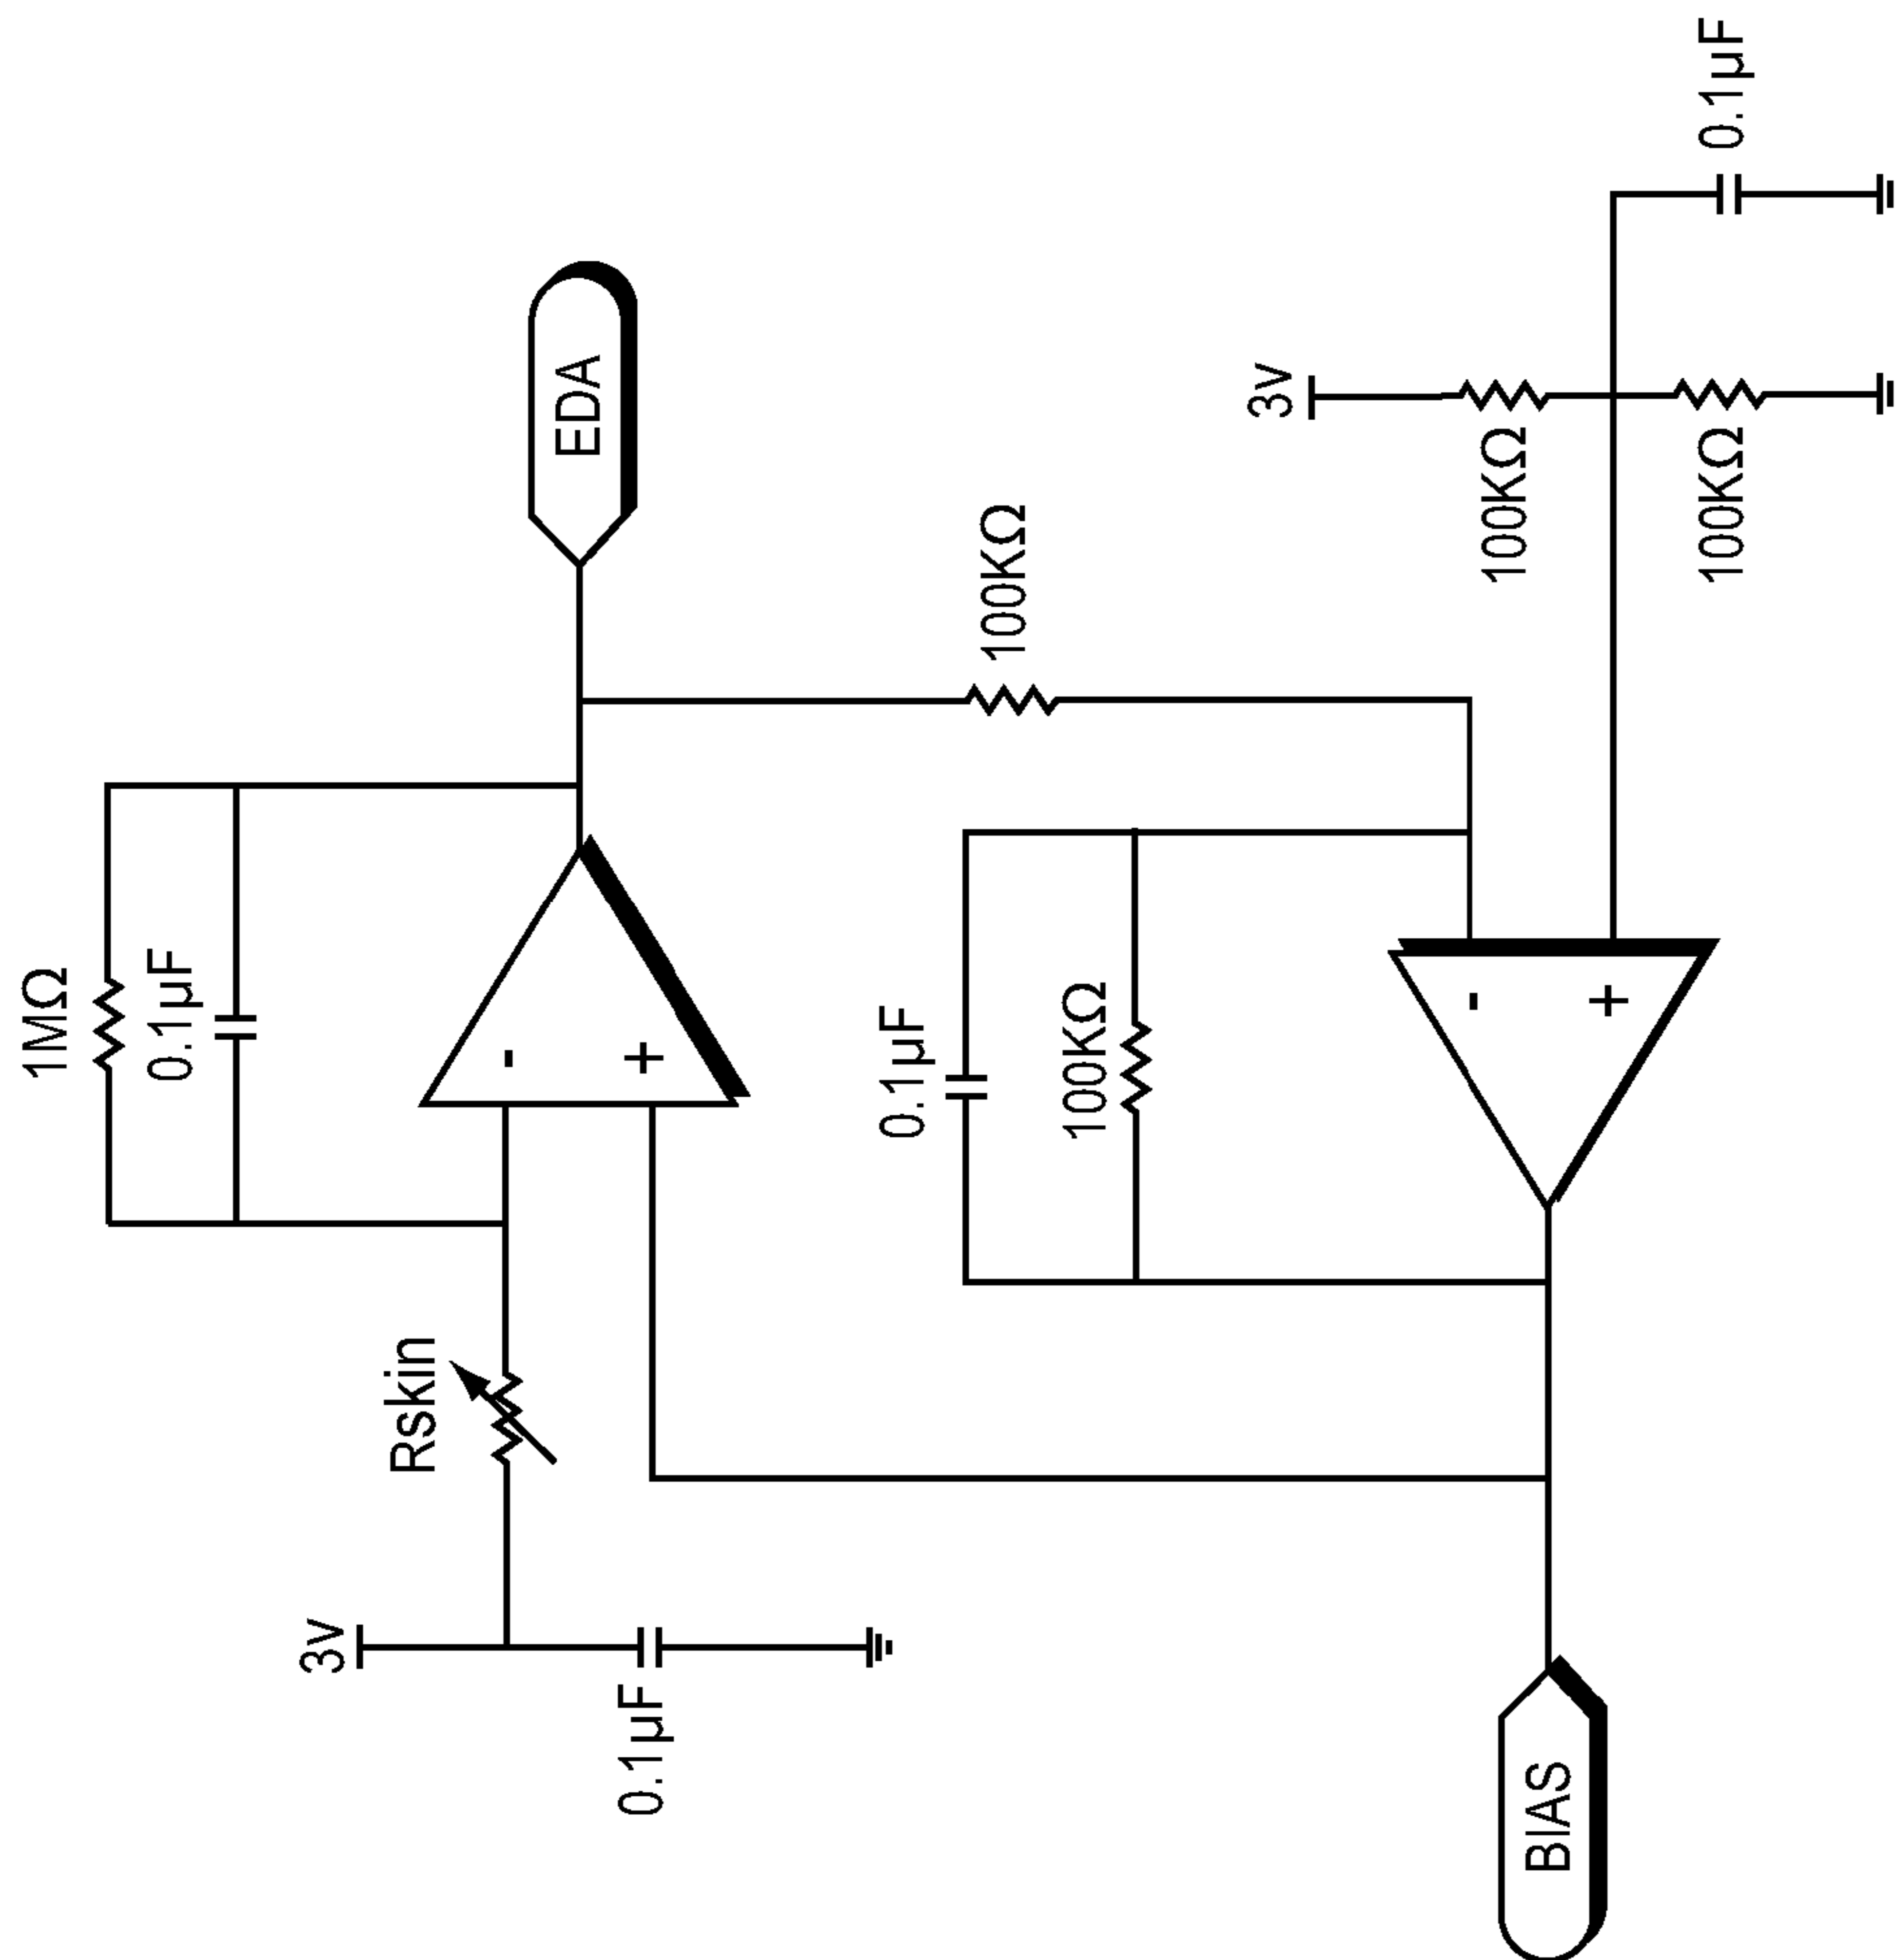 1MΩ
0.1µF
Rskin
3V
0.1µF
EDA
100KΩ
0.1µF
100KΩ
3V
100KΩ
100KΩ
0.1µF
BIAS
-
+
-
+